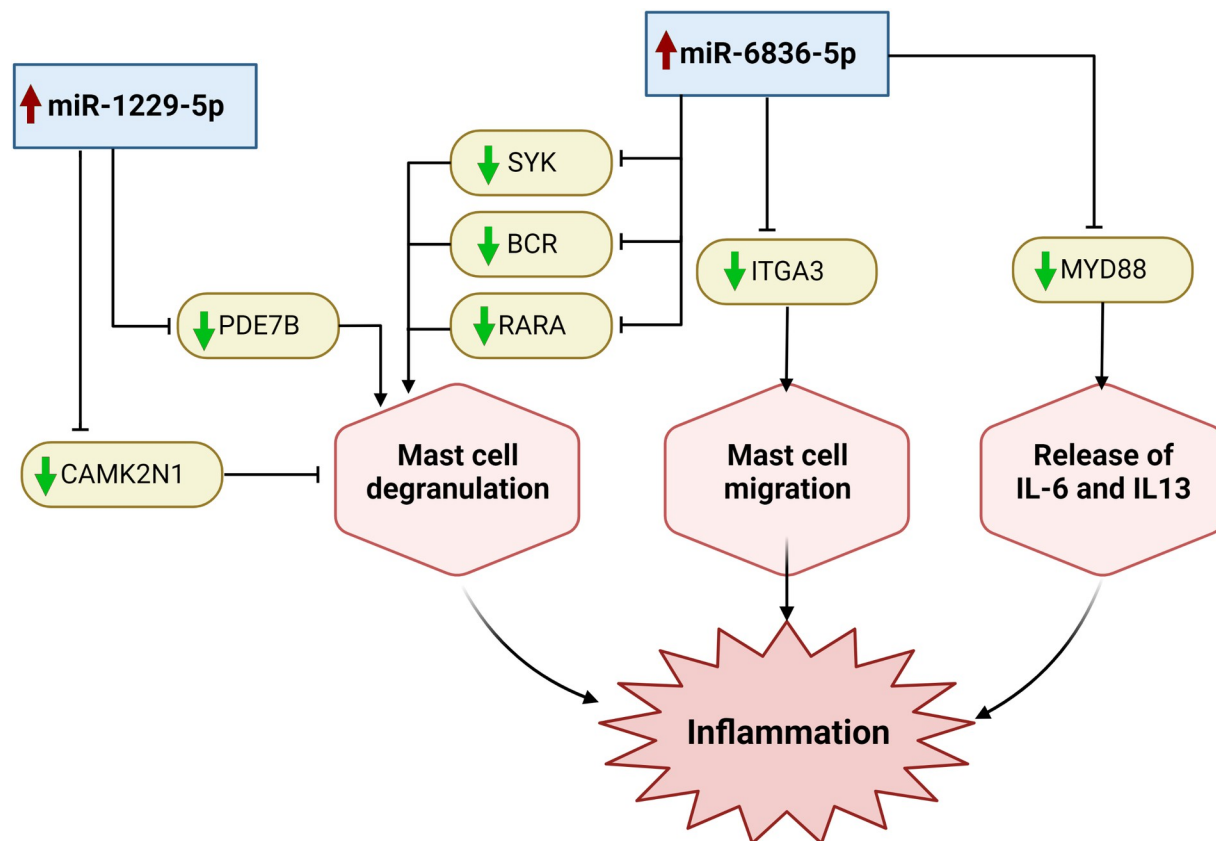 miR-6836-5p
miR-1229-5p
SYK
BCR
ITGA3
MYD88
PDE7B
RARA
CAMK2N1
Mast cell
degranulation
Mast cell
migration
Release of
IL-6 and IL13
Inflammation